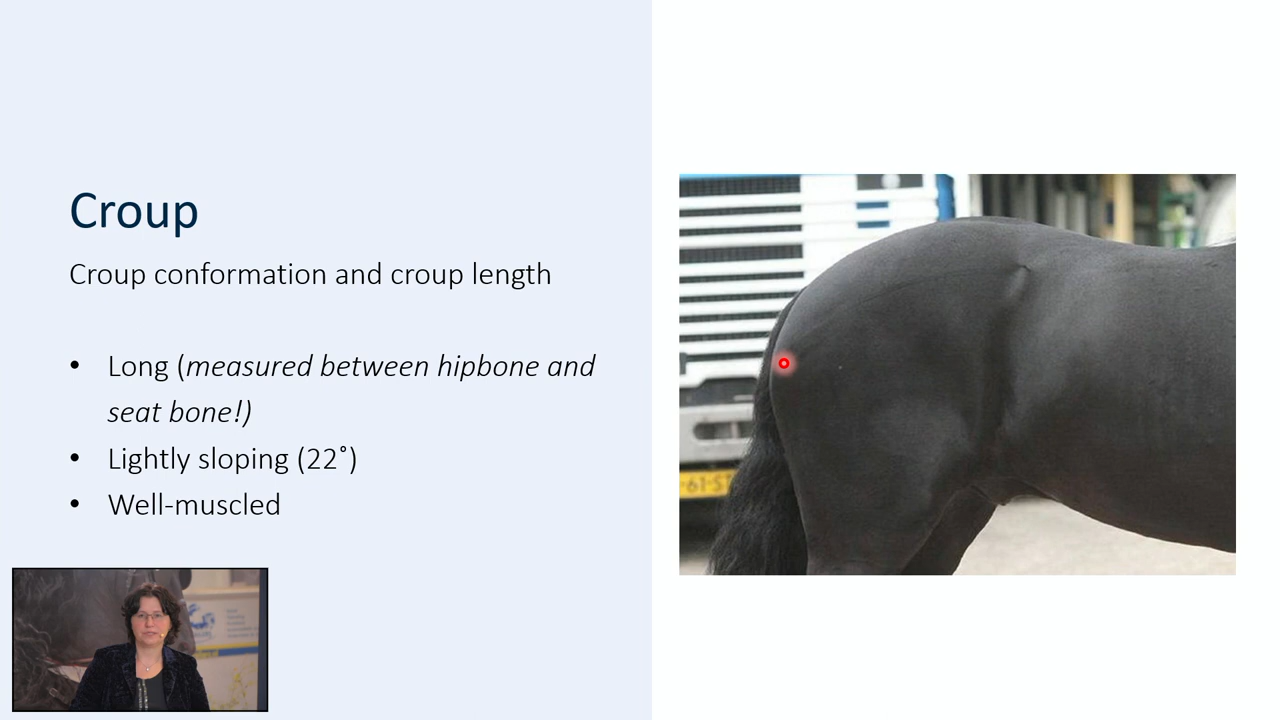 Croup
Croup conformation and croup length
• Long (measured between hipbone and
seat bone!)
• Lightly sloping (22˚)
• Well-muscled